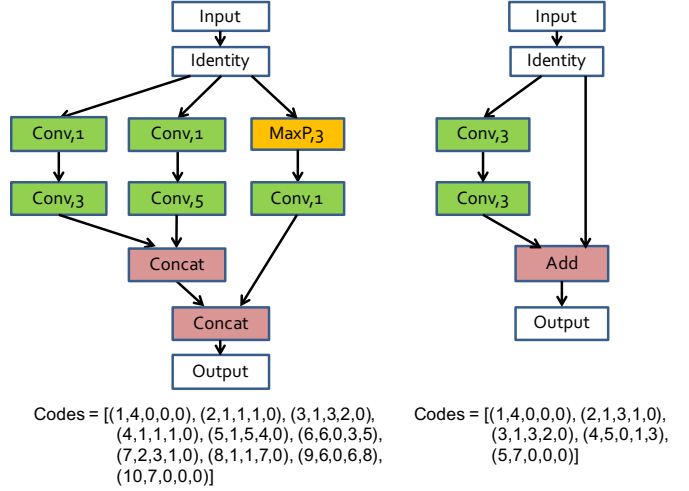 Input
Identity
Conv,1
Conv,1
MaxP,3
Conv,3
Conv,5
Conv,1
Concat
Concat
Output
Codes = [(1,4,0,0,0), (2,1,1,1,0), (3,1,3,2,0),
(4,1,1,1,0), (5,1,5,4,0), (6,6,0,3,5),
(7,2,3,1,0), (8,1,1,7,0), (9,6,0,6,8),
(10,7,0,0,0)]
Input
Identity
Conv,3
Conv,3
Add
Output
Codes = [(1,4,0,0,0), (2,1,3,1,0),
(3,1,3,2,0), (4,5,0,1,3),
(5,7,0,0,0)]